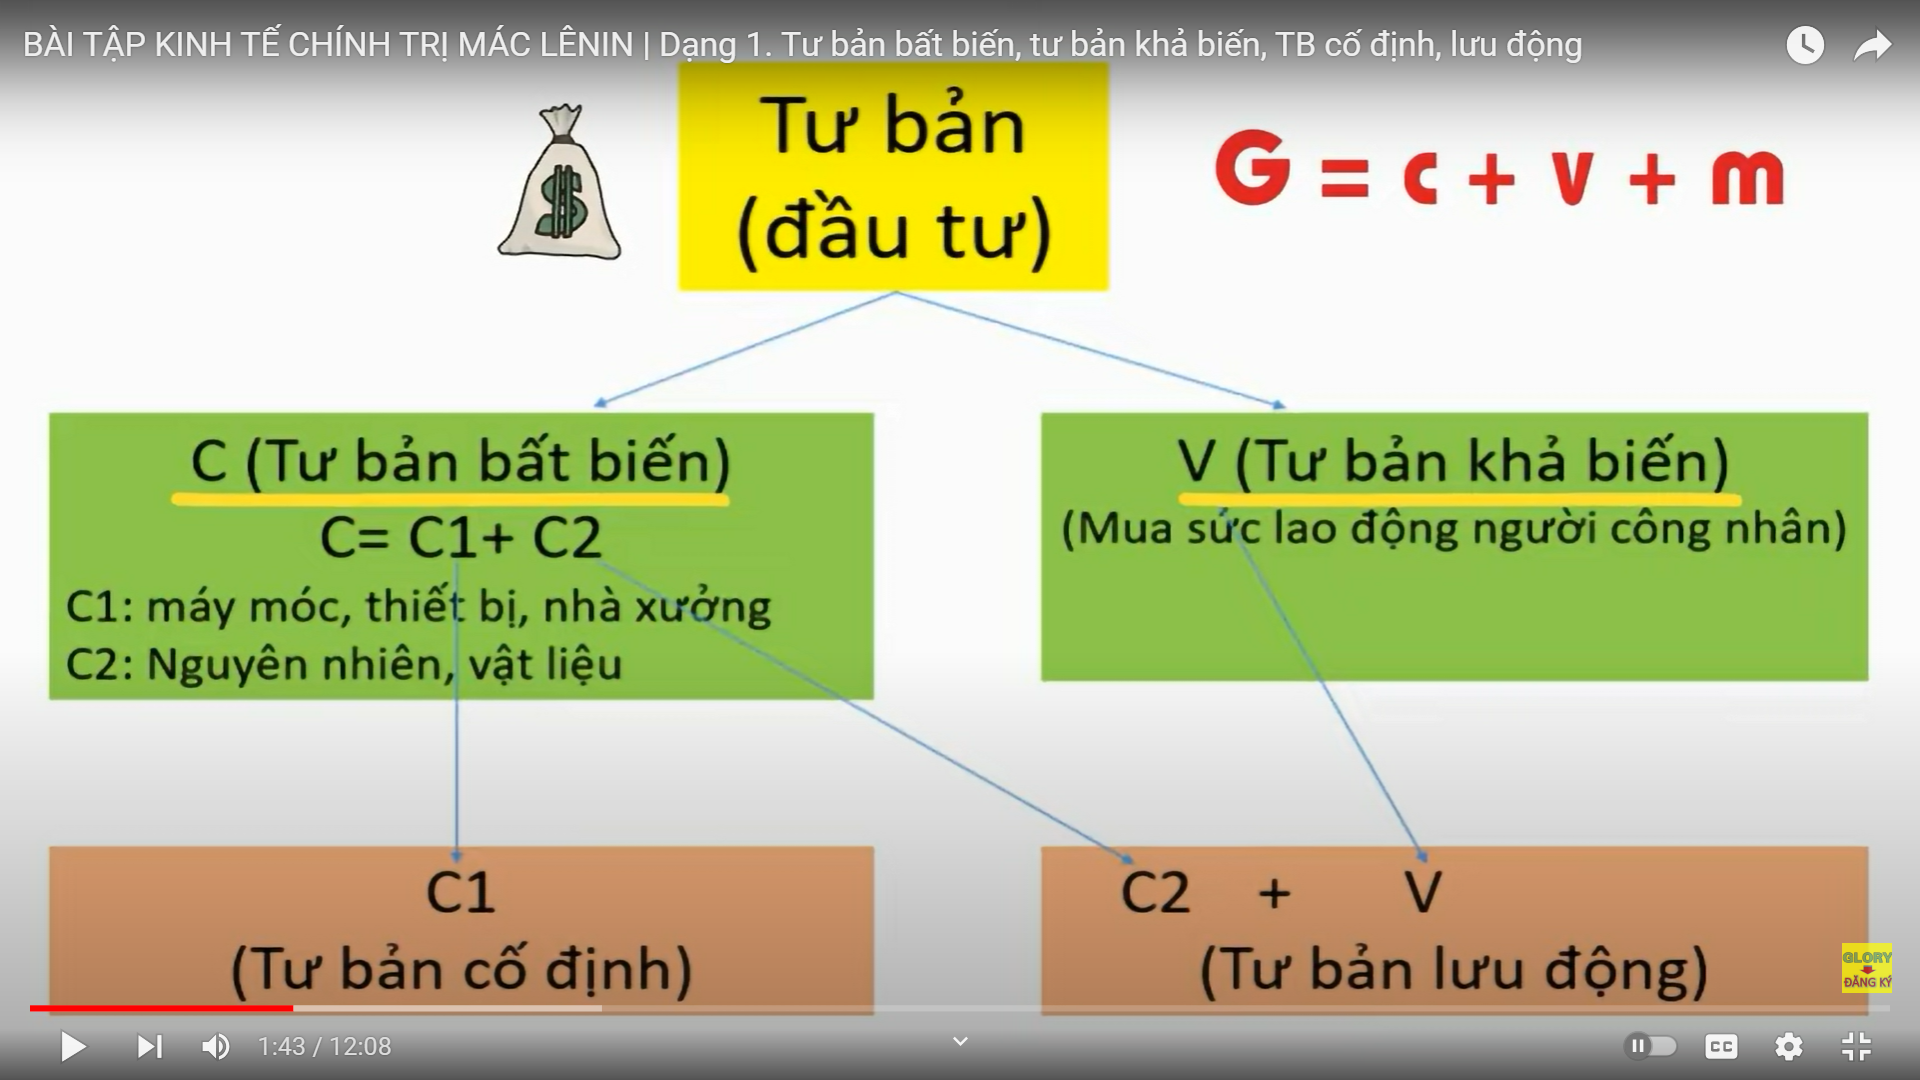 BÀI TẬP KINH TẾ CHÍNH TRỊ MÁC LÊNIN | Dạng 1. Tư bản bất biến, tư bản khả biến, TB cố định, lưu động
Tư bản
(đầu tư)
$
G = c + v + m
C (Tư bản bất biến)
C= C1+ C2
C1: máy móc, thiết bị, nhà xưởng
C2: Nguyên nhiên, vật liệu
V (Tư bản khả biến)
(Mua sức lao động người công nhân)
C1
(Tư bản cố định)
C2 + V
(Tư bản lưu động)
GLORY
ĐĂNG KÝ
1:43 / 12:08
CC